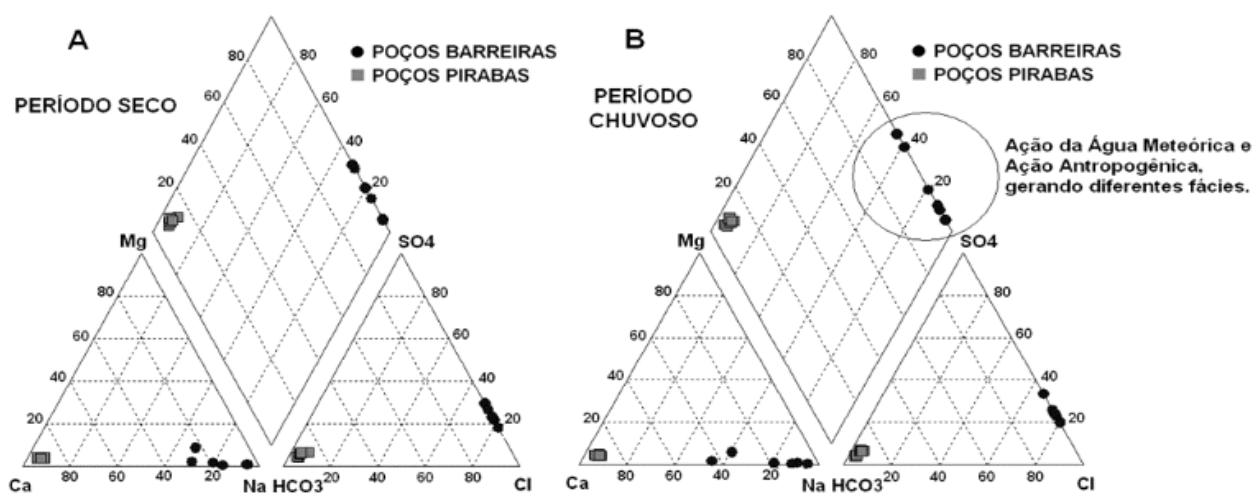 A
● POÇOS BARREIRAS
■ POÇOS PIRABAS
PERÍODO SECO
80 80
60 60
40 40
20 20
Mg SO4
80 80
60 60
40 40
20 20
Ca 80 60 40 20 Na HCO3 20 40 60 80 Cl
B
● POÇOS BARREIRAS
■ POÇOS PIRABAS
PERÍODO
CHUVOSO
Ação da Água Meteórica e
Ação Antropogênica,
gerando diferentes fácies.
80 80
60 60
40 40
20 20
Mg SO4
80 80
60 60
40 40
20 20
Ca 80 60 40 20 Na HCO3 20 40 60 80 Cl